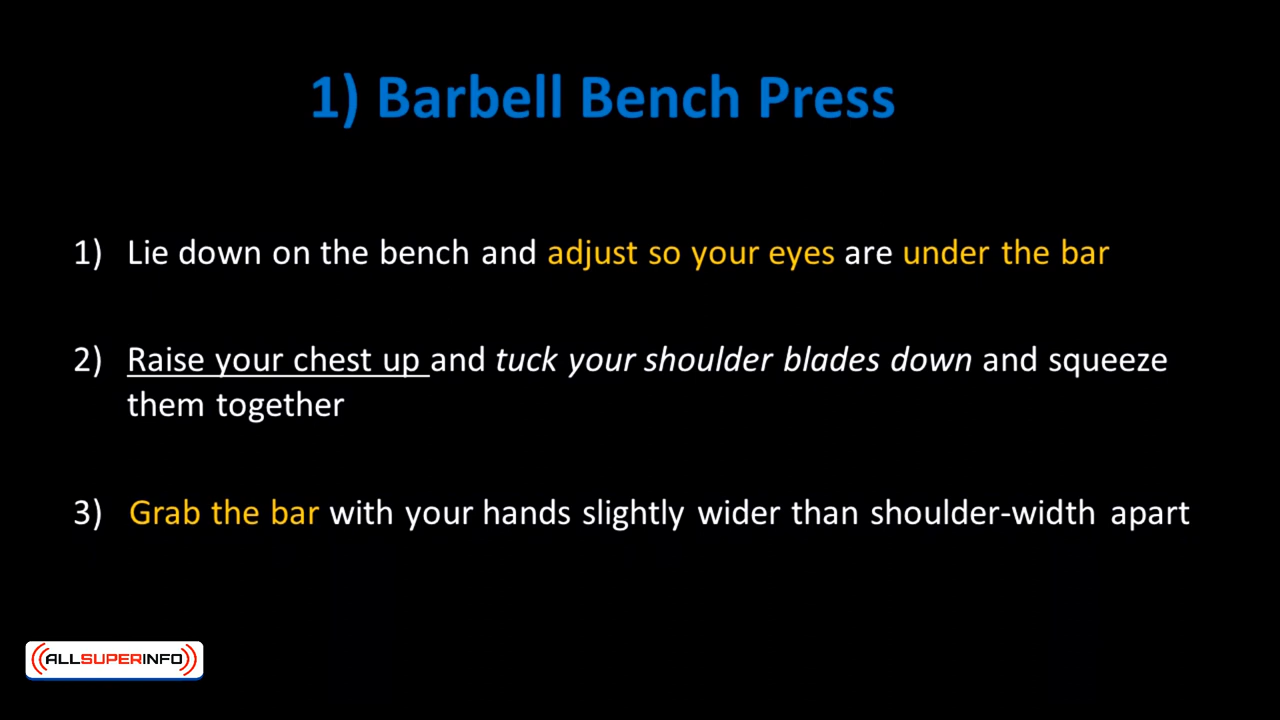 1) Barbell Bench Press
1) Lie down on the bench and adjust so your eyes are under the bar
2) Raise your chest up and tuck your shoulder blades down and squeeze
them together
3) Grab the bar with your hands slightly wider than shoulder-width apart
ALLSUPERINFO